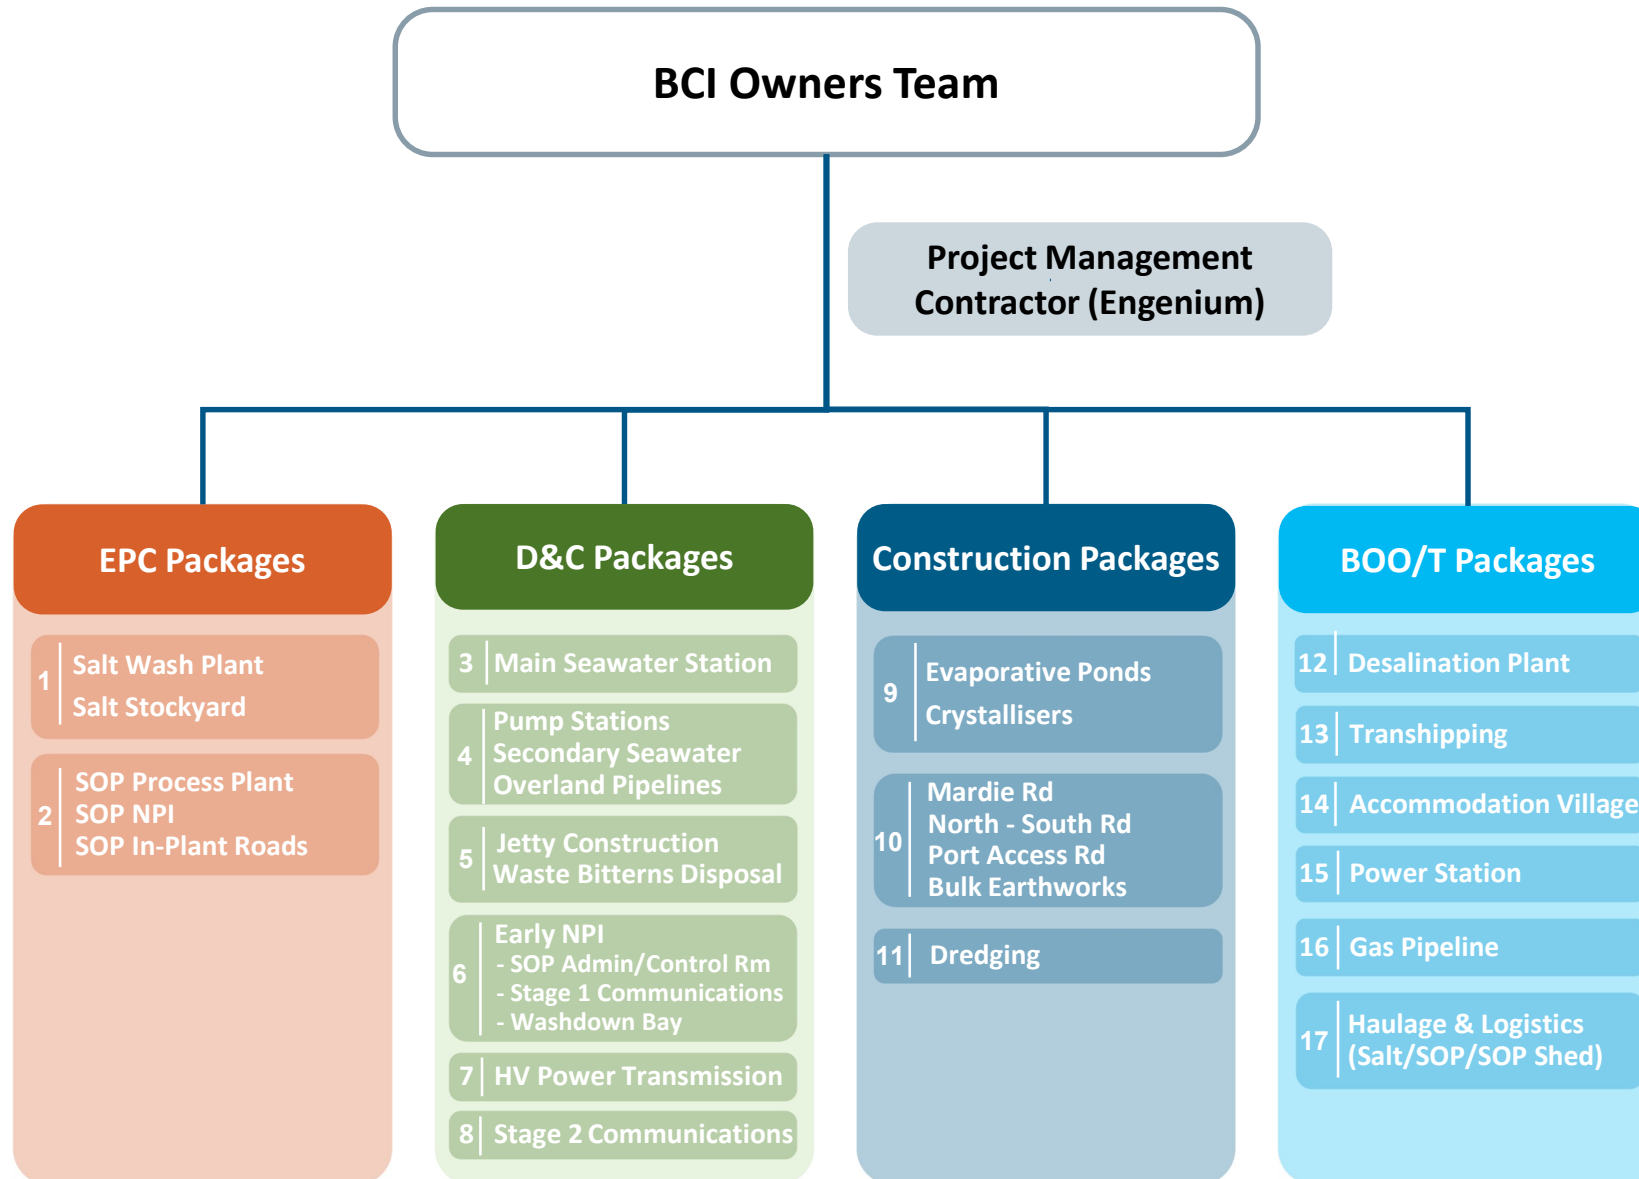 BCI Owners Team
Project Management
Contractor (Engenium)
EPC Packages
1
Salt Wash Plant
Salt Stockyard
2
SOP Process Plant
SOP NPI
SOP In-Plant Roads
D&C Packages
3
Main Seawater Station
4
Pump Stations
Secondary Seawater
Overland Pipelines
5
Jetty Construction
Waste Bitterns Disposal
6
Early NPI
- SOP Admin/Control Rm
- Stage 1 Communications
- Washdown Bay
7
HV Power Transmission
8
Stage 2 Communications
Construction Packages
9
Evaporative Ponds
Crystallisers
10
Mardie Rd
North - South Rd
Port Access Rd
Bulk Earthworks
11
Dredging
BOO/T Packages
12
Desalination Plant
13
Transhipping
14
Accommodation Village
15
Power Station
16
Gas Pipeline
17
Haulage & Logistics
(Salt/SOP/SOP Shed)